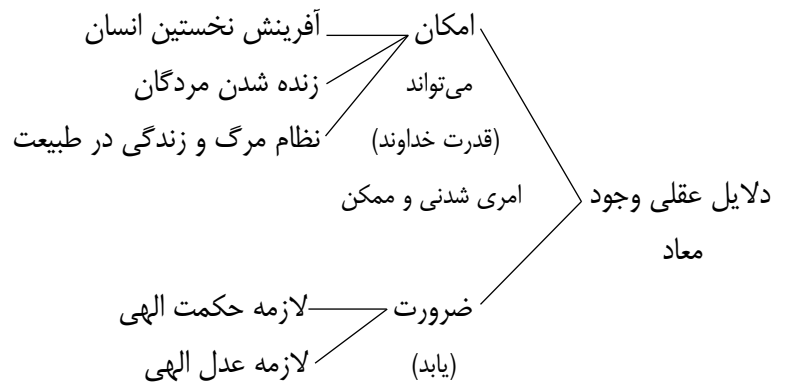 امکان آفرینش نخستین انسان
می‌تواند زنده شدن مردگان
(قدرت خداوند) نظام مرگ و زندگی در طبیعت
دلایل عقلی وجود امری شدنی و ممکن
معاد
ضرورت لازمه حکمت الهی
(یابد) لازمه عدل الهی